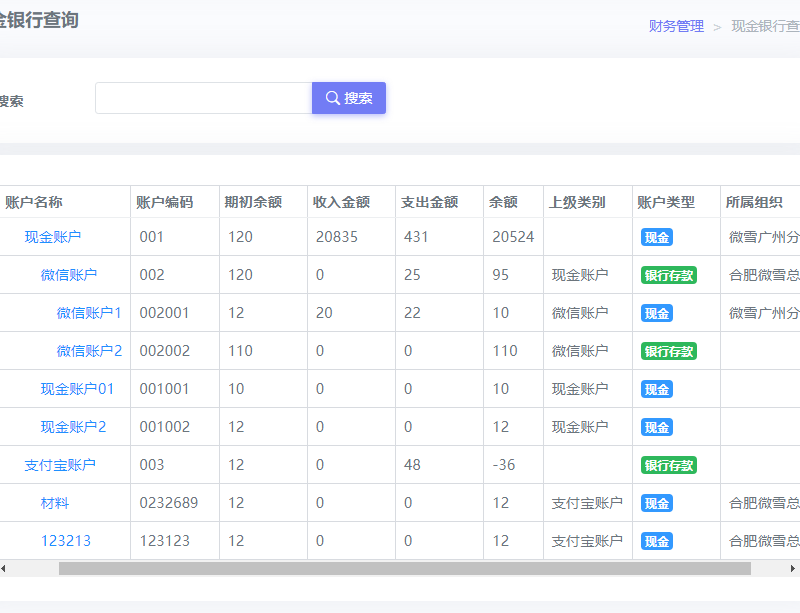 金银行查询
财务管理 > 现金银行查
搜索 搜索
账户名称 账户编码 期初余额 收入金额 支出金额 余额 上级类别 账户类型 所属组织
现金账户 001 120 20835 431 20524 现金 微雪广州分
微信账户 002 120 0 25 95 现金账户 银行存款 合肥微雪总
微信账户1 002001 12 20 22 10 微信账户 现金 微雪广州分
微信账户2 002002 110 0 0 110 微信账户 银行存款
现金账户01 001001 10 0 0 10 现金账户 现金
现金账户2 001002 12 0 0 12 现金账户 现金
支付宝账户 003 12 0 48 -36 银行存款
材料 0232689 12 0 0 12 支付宝账户 现金 合肥微雪总
123213 123123 12 0 0 12 支付宝账户 现金 合肥微雪总